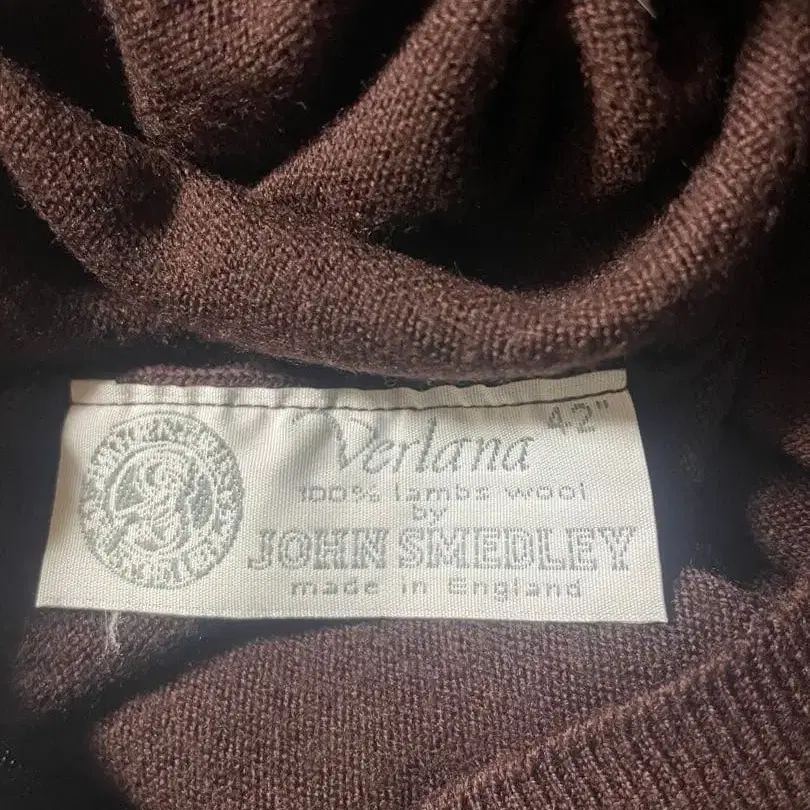 42"
Verlana
100% lambs wool
by
JOHN SMEDLEY
made in England